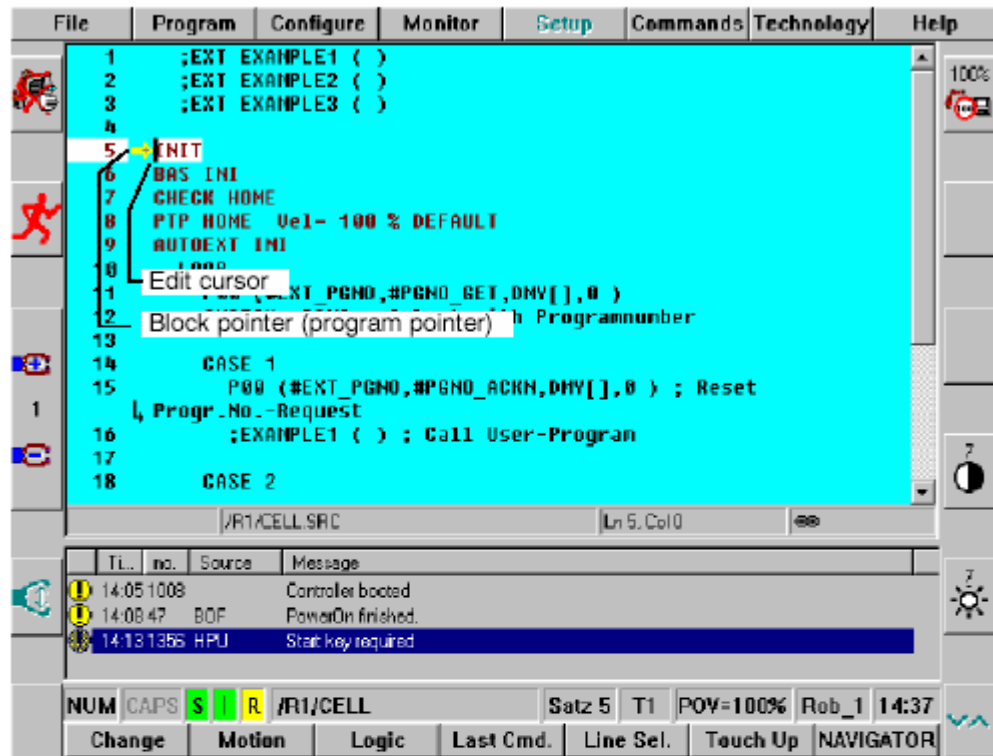 File Program Configure Monitor Setup Commands Technology Help
1 ;EXT EXAMPLE1 ( )
2 ;EXT EXAMPLE2 ( )
3 ;EXT EXAMPLE3 ( )
4
5 INIT
6 BAS INI
7 CHECK HOME
8 PTP HOME Vel= 100 % DEFAULT
9 AUTOEXT INI
10 LOOP
Edit cursor
11 P00 (#EXT_PGNO,#PGNO_GET,DMY[],0 )
Block pointer (program pointer)
12 Programnumber
13
14 CASE 1
15 P00 (#EXT_PGNO,#PGNO_ACKN,DMY[],0 ) ; Reset
Progr.No.-Request
16 ;EXAMPLE1 ( ) ; Call User-Program
17
18 CASE 2
/R1/CELL.SRC Ln 5, Col 0
Ti... no. Source Message
14:05 1008 Controller booted
14:08 47 BOF PowerOn finished.
14:13 1356 HPU Start key required
NUM CAPS S I R /R1/CELL Satz 5 T1 POV=100% Rob_1 14:37
Change Motion Logic Last Cmd. Line Sel. Touch Up NAVIGATOR
100%
1
7
7